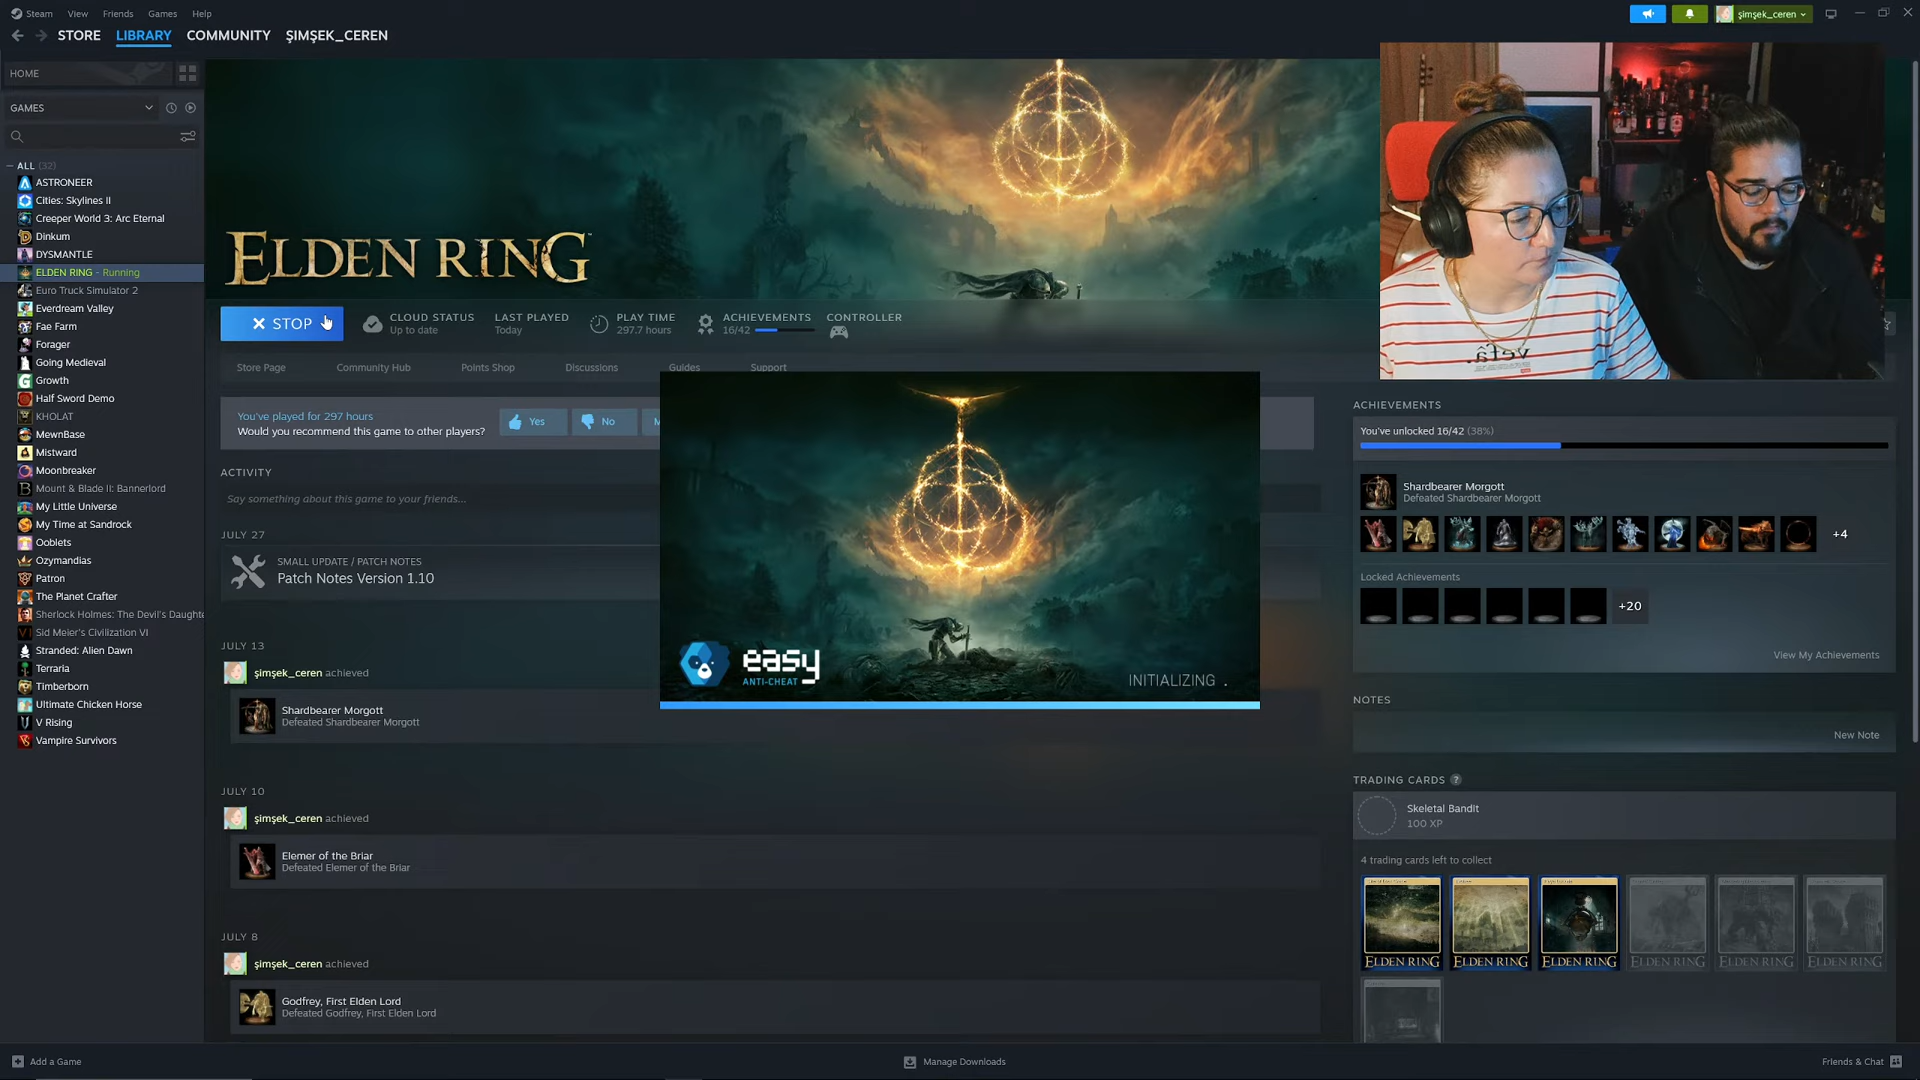 Steam View Friends Games Help
şimşek_ceren
STORE LIBRARY COMMUNITY ŞIMŞEK_CEREN
HOME
GAMES
ALL (32)
ASTRONEER
Cities: Skylines II
Creeper World 3: Arc Eternal
Dinkum
DYSMANTLE
ELDEN RING - Running
Euro Truck Simulator 2
Everdream Valley
Fae Farm
Forager
Going Medieval
Growth
Half Sword Demo
KHOLAT
MewnBase
Mistward
Moonbreaker
Mount & Blade II: Bannerlord
My Little Universe
My Time at Sandrock
Ooblets
Ozymandias
Patron
The Planet Crafter
Sherlock Holmes: The Devil's Daughte
Sid Meier's Civilization VI
Stranded: Alien Dawn
Terraria
Timberborn
Ultimate Chicken Horse
V Rising
Vampire Survivors
ELDEN RING
STOP
CLOUD STATUS
Up to date
LAST PLAYED
Today
PLAY TIME
297.7 hours
ACHIEVEMENTS
16/42
CONTROLLER
Store Page Community Hub Points Shop Discussions Guides Support
You've played for 297 hours
Would you recommend this game to other players?
Yes No M
ACTIVITY
Say something about this game to your friends...
JULY 27
SMALL UPDATE / PATCH NOTES
Patch Notes Version 1.10
JULY 13
şimşek_ceren achieved
Shardbearer Morgott
Defeated Shardbearer Morgott
JULY 10
şimşek_ceren achieved
Elemer of the Briar
Defeated Elemer of the Briar
JULY 8
şimşek_ceren achieved
Godfrey, First Elden Lord
Defeated Godfrey, First Elden Lord
easy
ANTI-CHEAT
INITIALIZING .
vefâ.
ACHIEVEMENTS
You've unlocked 16/42 (38%)
Shardbearer Morgott
Defeated Shardbearer Morgott
+4
Locked Achievements
+20
View My Achievements
NOTES
New Note
TRADING CARDS ?
Skeletal Bandit
100 XP
4 trading cards left to collect
ELDEN RING ELDEN RING ELDEN RING ELDEN RING ELDEN RING ELDEN RING
Add a Game
Manage Downloads
Friends & Chat